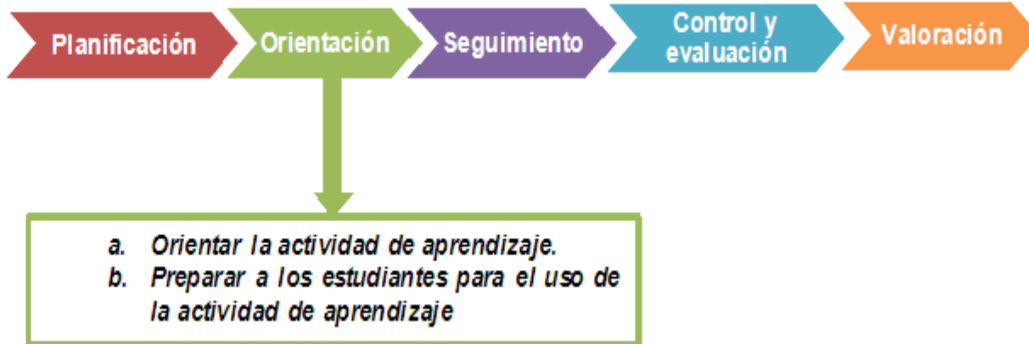 Planificación
Orientación
Seguimiento
Control y
evaluación
Valoración
a. Orientar la actividad de aprendizaje.
b. Preparar a los estudiantes para el uso de
la actividad de aprendizaje